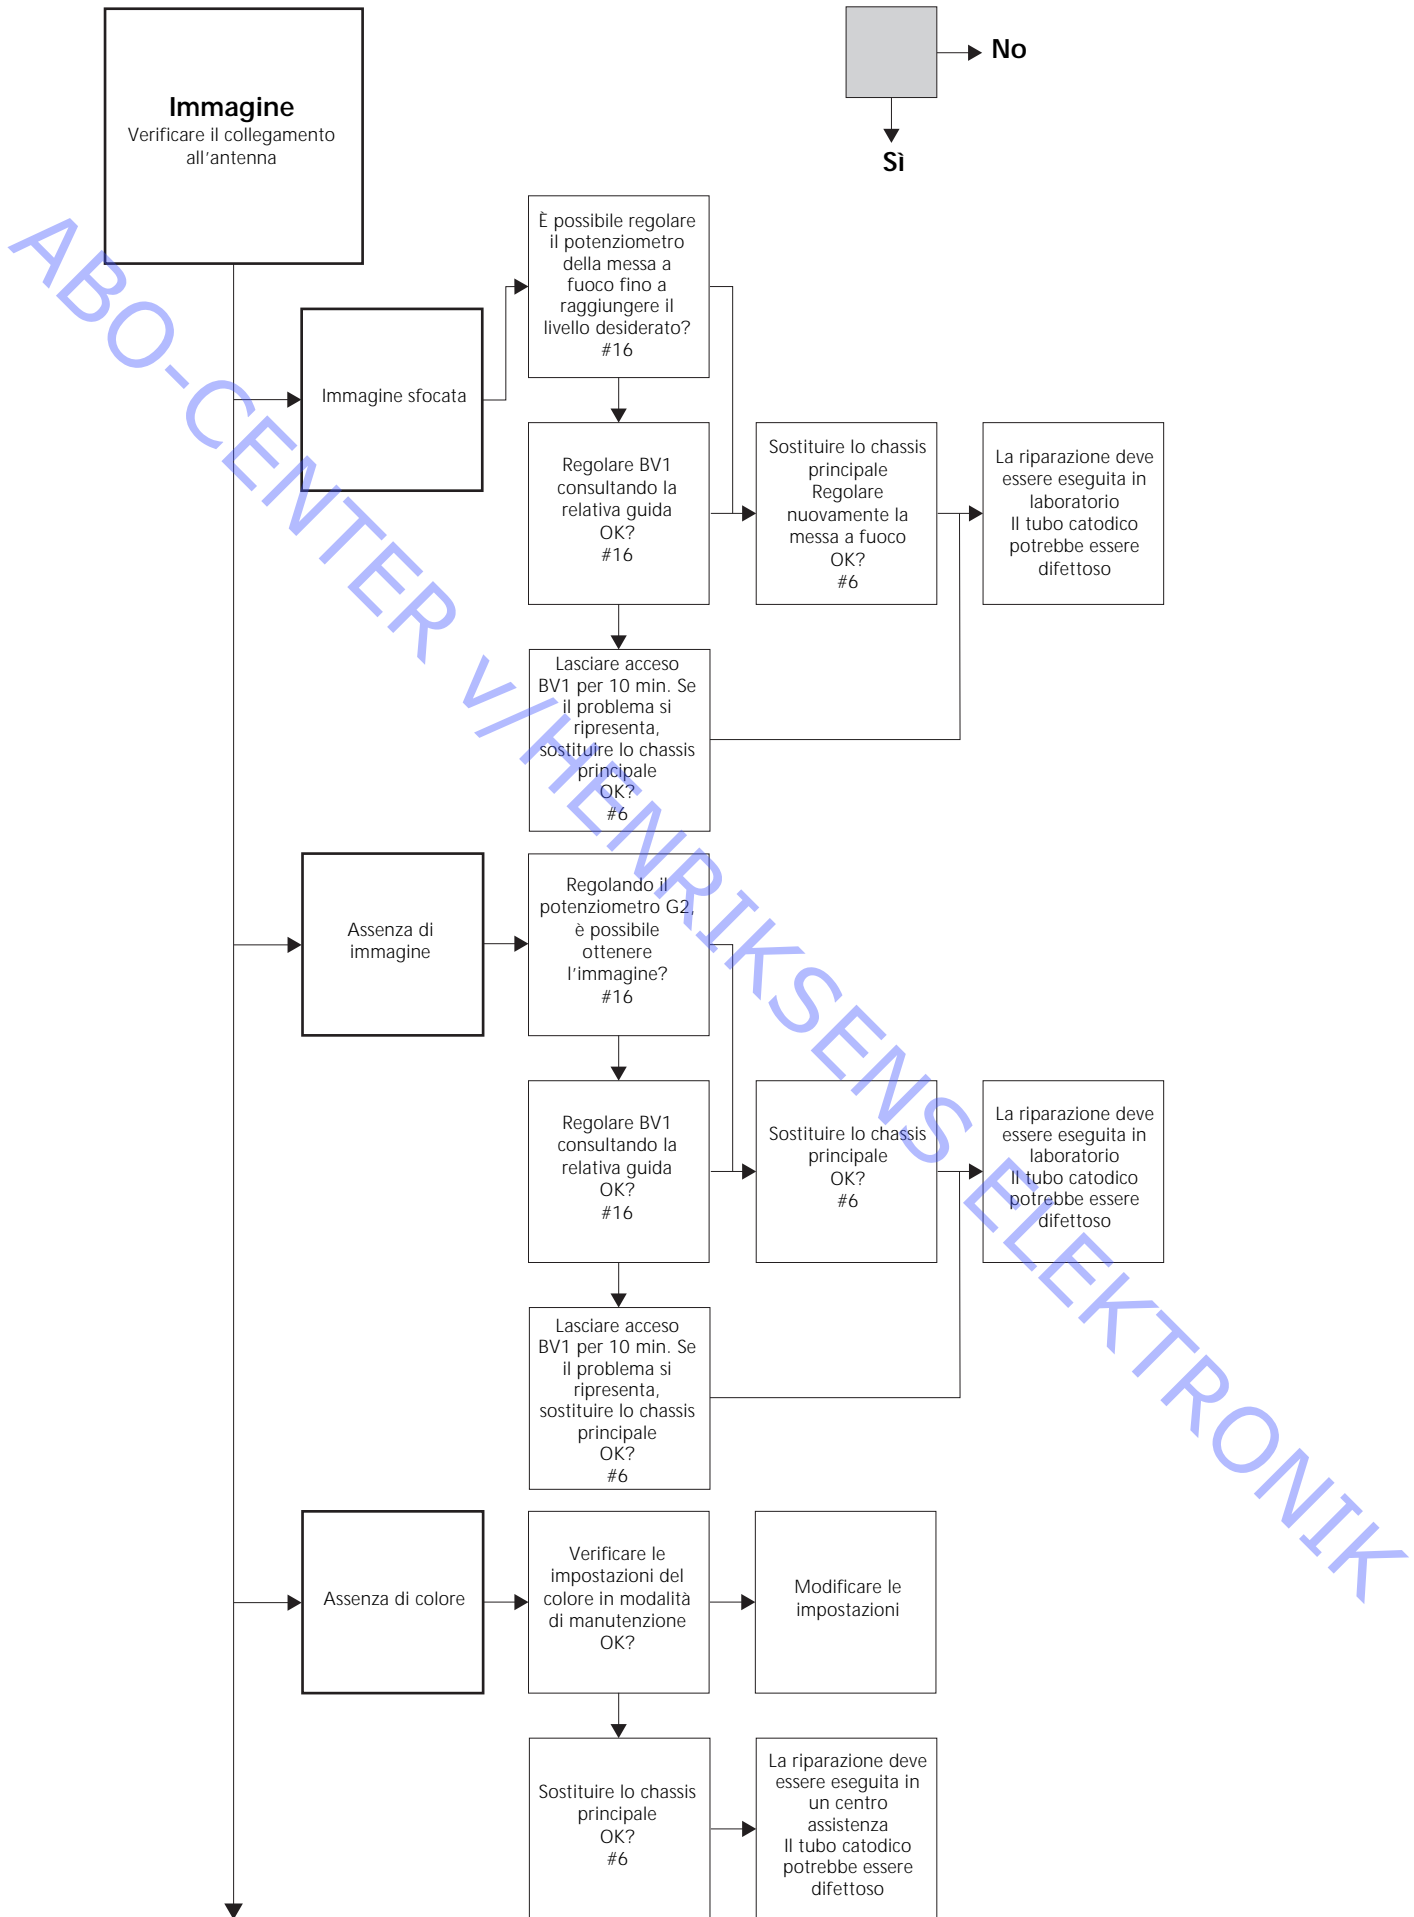 Immagine
Verificare il collegamento
all'antenna
No
Sì
È possibile regolare
il potenziometro
della messa a
fuoco fino a
raggiungere il
livello desiderato?
#16
Immagine sfocata
Regolare BV1
consultando la
relativa guida
OK?
#16
Sostituire lo chassis
principale
Regolare
nuovamente la
messa a fuoco
OK?
#6
La riparazione deve
essere eseguita in
laboratorio
Il tubo catodico
potrebbe essere
difettoso
Lasciare acceso
BV1 per 10 min. Se
il problema si
ripresenta,
sostituire lo chassis
principale
OK?
#6
Assenza di
immagine
Regolando il
potenziometro G2,
è possibile
ottenere
l'immagine?
#16
Regolare BV1
consultando la
relativa guida
OK?
#16
Sostituire lo chassis
principale
OK?
#6
La riparazione deve
essere eseguita in
laboratorio
Il tubo catodico
potrebbe essere
difettoso
Lasciare acceso
BV1 per 10 min. Se
il problema si
ripresenta,
sostituire lo chassis
principale
OK?
#6
Assenza di colore
Verificare le
impostazioni del
colore in modalità
di manutenzione
OK?
Modificare le
impostazioni
Sostituire lo chassis
principale
OK?
#6
La riparazione deve
essere eseguita in
un centro
assistenza
Il tubo catodico
potrebbe essere
difettoso
ABO-CENTER v/HENRIKSENS ELEKTRONIK